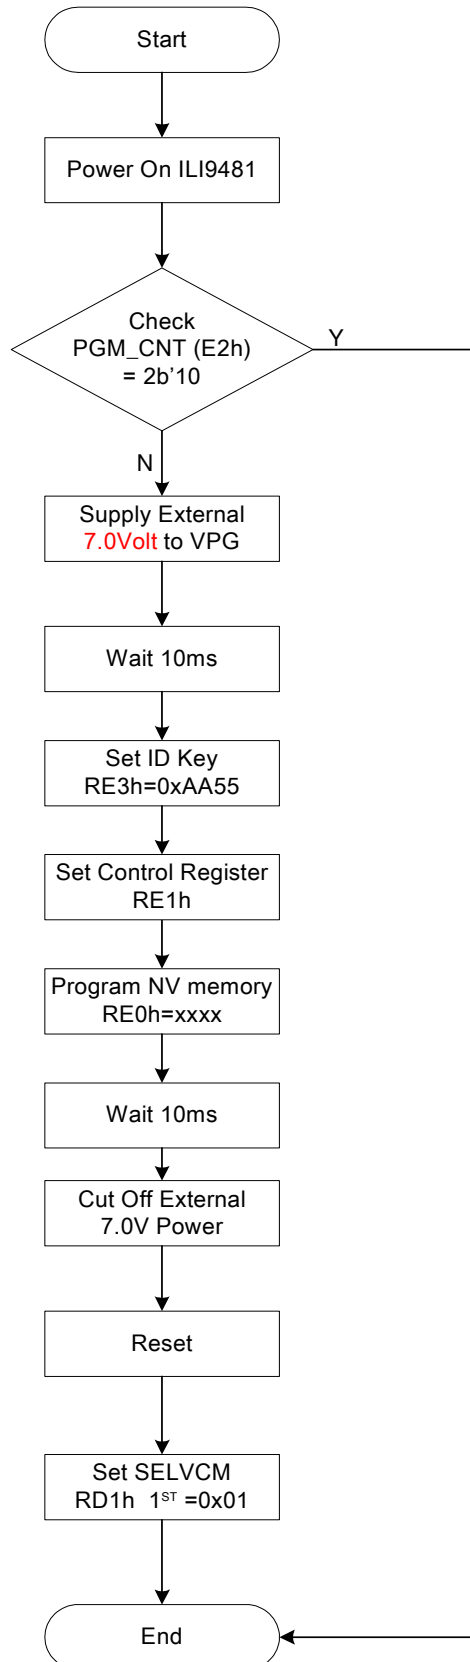 Start
Power On ILI9481
Check
PGM_CNT (E2h)
= 2b’10
Y
N
Supply External
7.0Volt to VPG
Wait 10ms
Set ID Key
RE3h=0xAA55
Set Control Register
RE1h
Program NV memory
RE0h=xxxx
Wait 10ms
Cut Off External
7.0V Power
Reset
Set SELVCM
RD1h 1ST =0x01
End